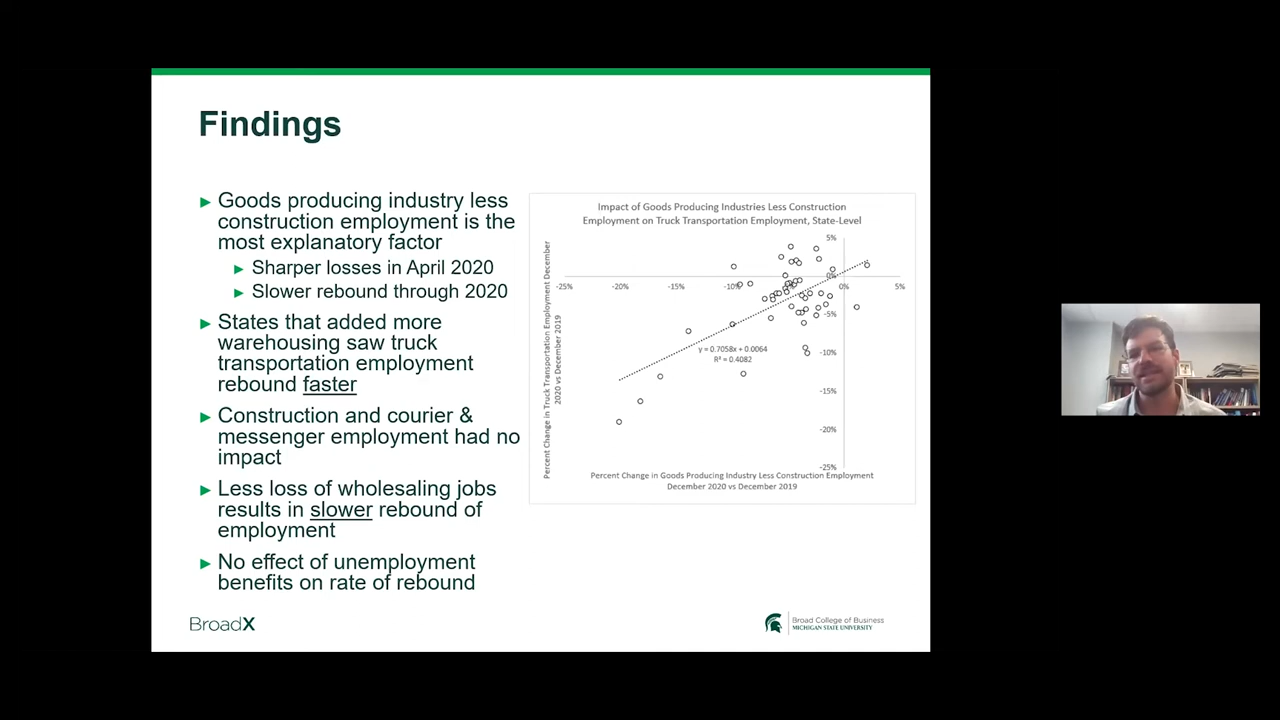 Findings
► Goods producing industry less
construction employment is the
most explanatory factor
► Sharper losses in April 2020
► Slower rebound through 2020
► States that added more
warehousing saw truck
transportation employment
rebound faster
► Construction and courier &
messenger employment had no
impact
► Less loss of wholesaling jobs
results in slower rebound of
employment
► No effect of unemployment
benefits on rate of rebound
Impact of Goods Producing Industries Less Construction
Employment on Truck Transportation Employment, State-Level
Percent Change in Truck Transportation Employment December
2020 vs December 2019
5%
0%
-5%
-10%
-15%
-20%
-25%
-25%
-20%
-15%
-10%
-5%
0%
5%
y = 0.7058x + 0.0064
R² = 0.4082
Percent Change in Goods Producing Industry Less Construction Employment
December 2020 vs December 2019
BroadX
Broad College of Business
MICHIGAN STATE UNIVERSITY